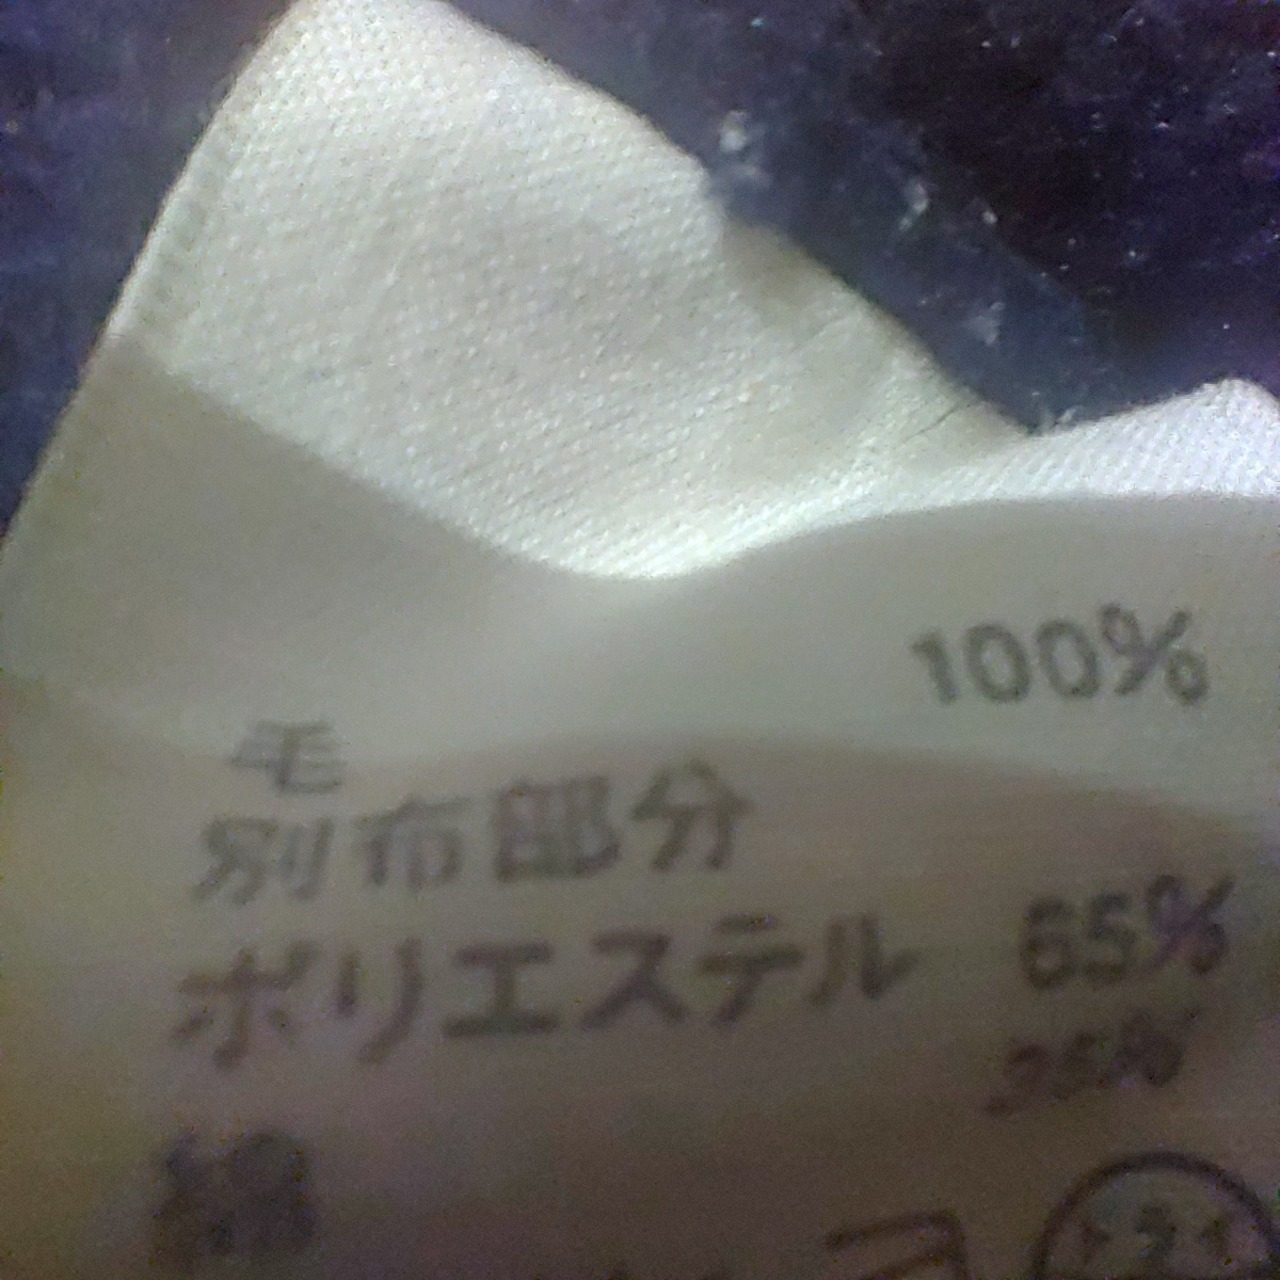 毛 100%
別布部分
ポリエステル 65%
綿 35%